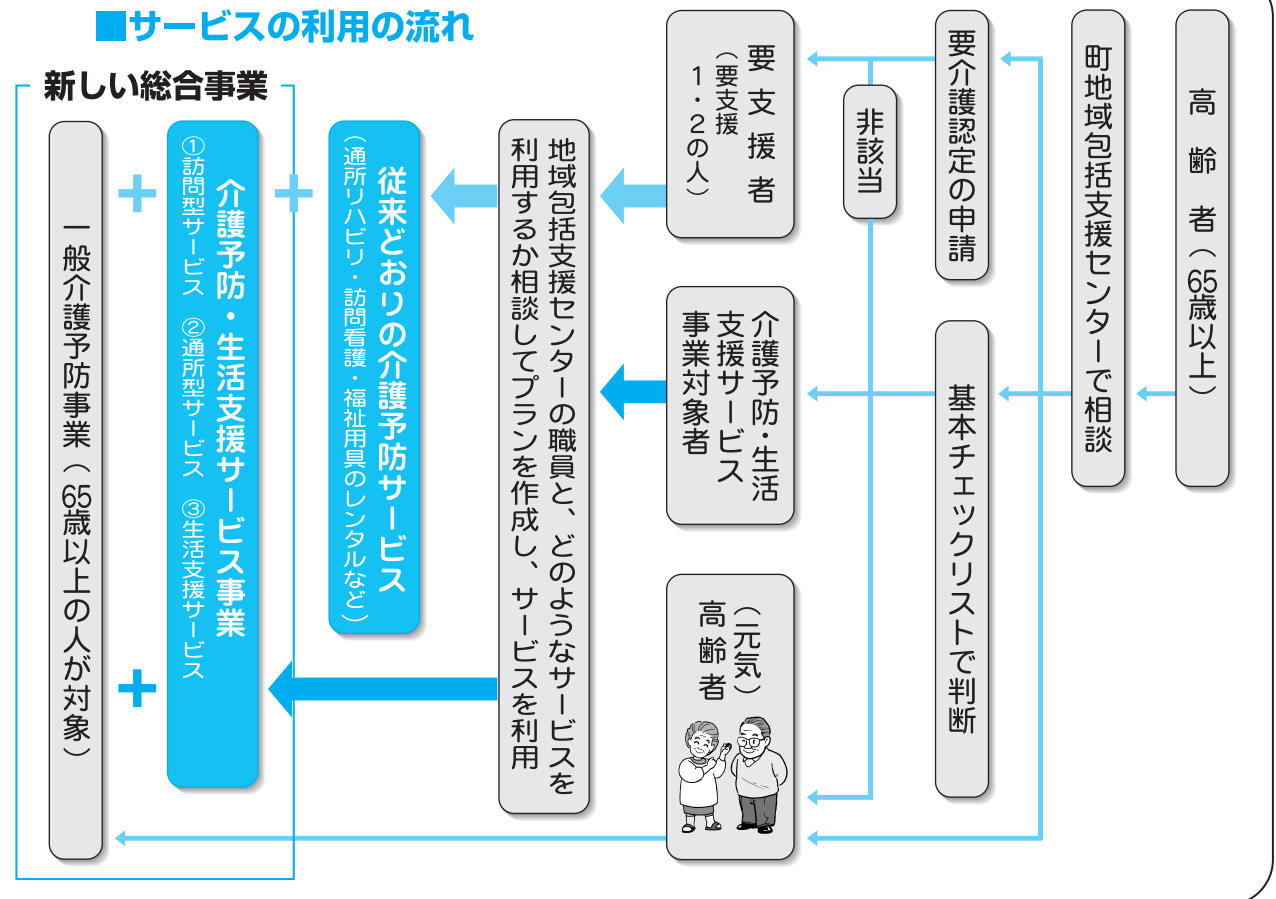 ■サービスの利用の流れ
高齢者（65歳以上）
町地域包括支援センターで相談
要介護認定の申請
基本チェックリストで判断
非該当
要支援者
（要支援
1・2の人）
介護予防・生活
支援サービス
事業対象者
（元気）
高齢者
地域包括支援センターの職員と、どのようなサービスを
利用するか相談してプランを作成し、サービスを利用
従来どおりの介護予防サービス
（通所リハビリ・訪問看護・福祉用具のレンタルなど）
新しい総合事業
介護予防・生活支援サービス事業
①訪問型サービス ②通所型サービス ③生活支援サービス
一般介護予防事業（65歳以上の人が対象）